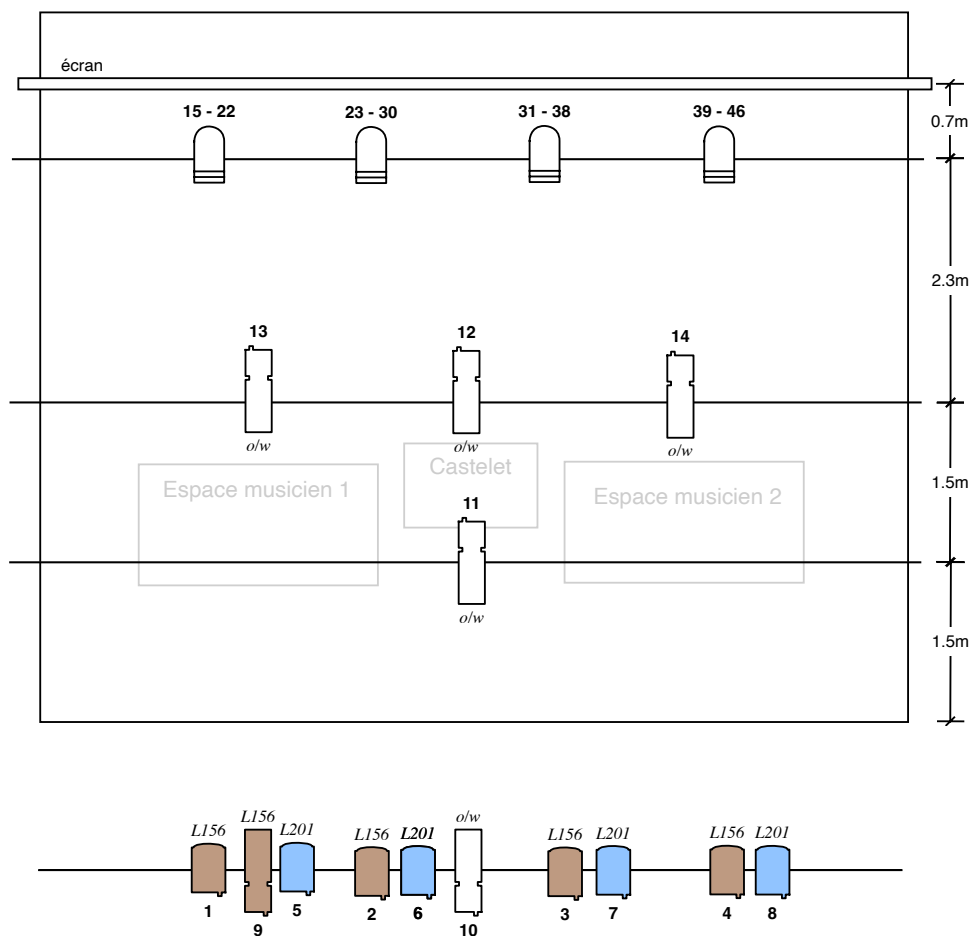 écran
15 - 22
23 - 30
31 - 38
39 - 46
0.7m
2.3m
13
12
14
o/w
o/w
o/w
Castelet
Espace musicien 1
Espace musicien 2
1.5m
11
o/w
1.5m
L156
L156
L201
L156
L201
o/w
L156
L201
L156
L201
1
9
5
2
6
10
3
7
4
8